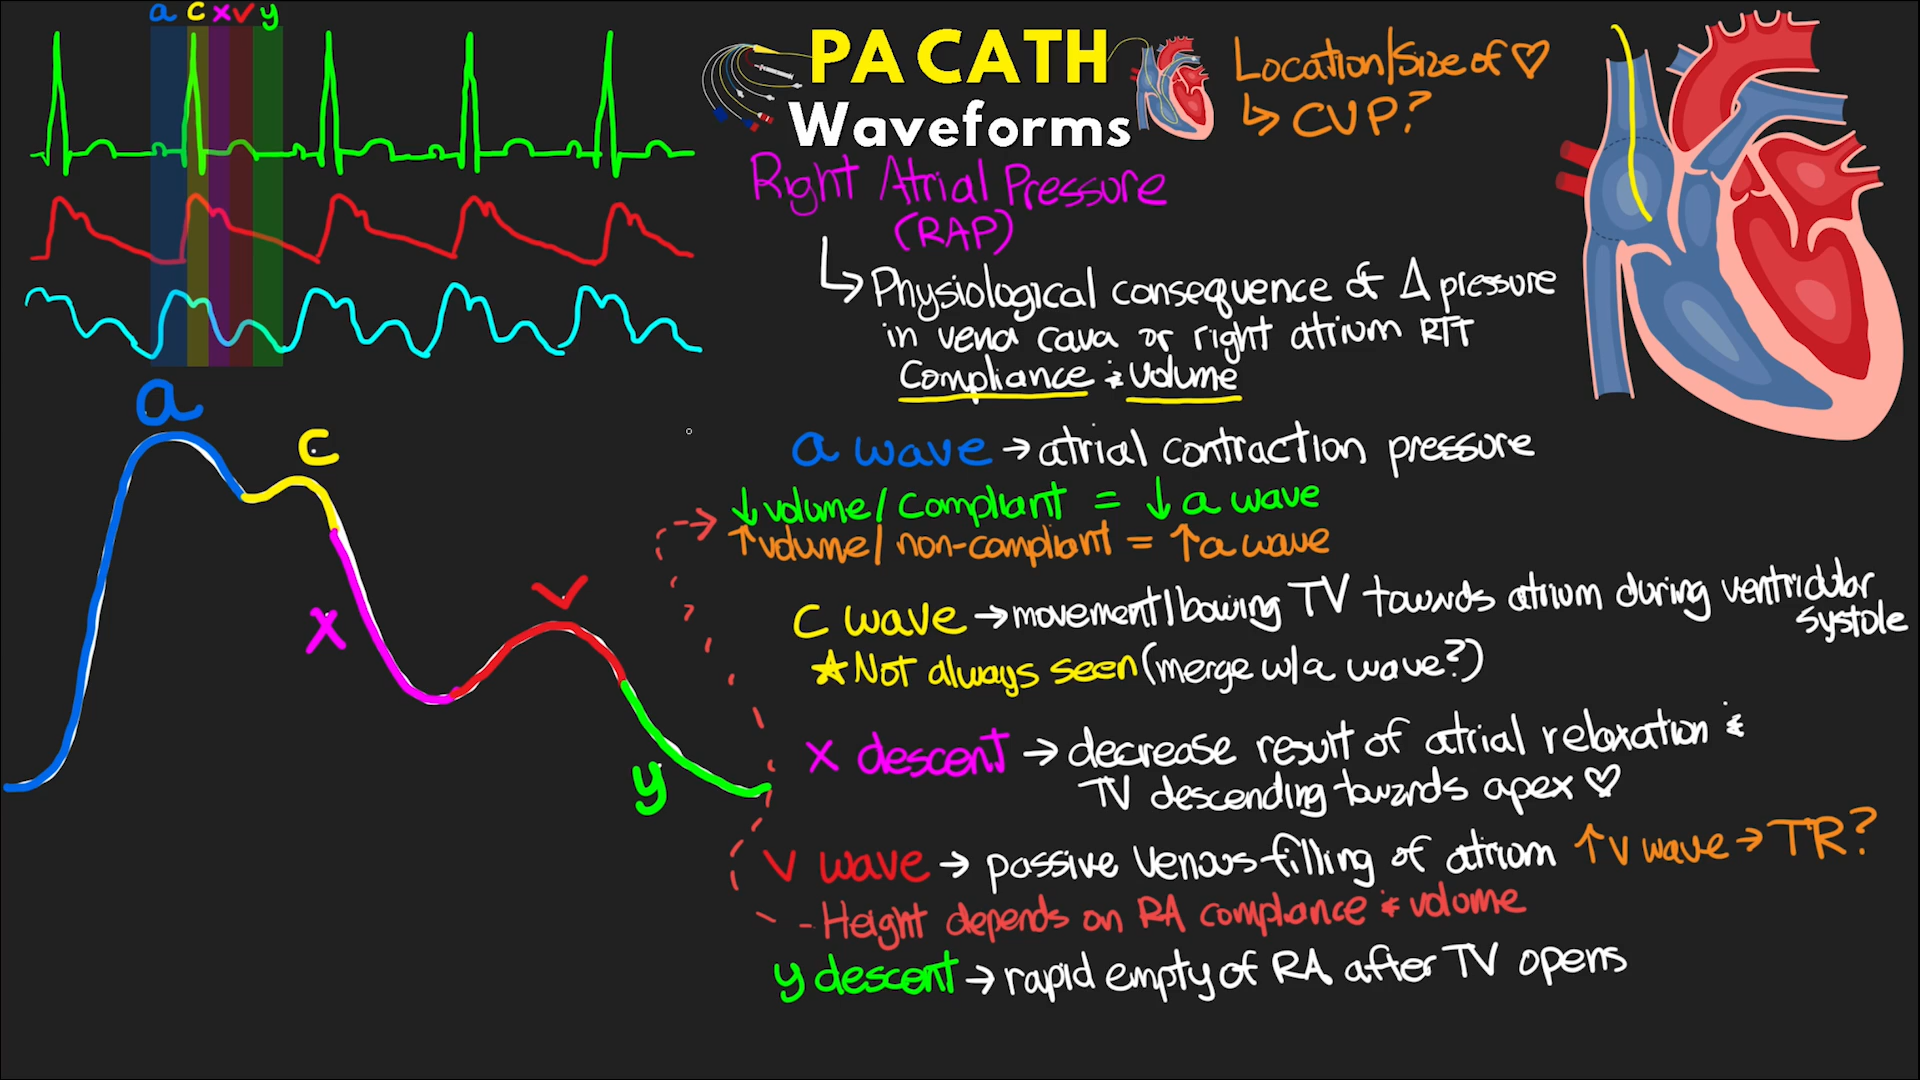 a c x v y
PA CATH
Waveforms
Location/Size of ♡
↳ CVP?
Right Atrial Pressure
(RAP)
↳ Physiological consequence of Δ pressure
in vena cava or right atrium RTT
Compliance & Volume
a
c
x
v
y
a wave → atrial contraction pressure
↓ volume/ Compliant = ↓ a wave
↑ volume/ non-compliant = ↑ a wave
C wave → movement/bowing TV towards atrium during ventricular
systole
★ Not always seen (merge w/a wave?)
X descent → decrease result of atrial relaxation &
TV descending towards apex ♡
V wave → passive venous filling of atrium ↑ v wave → TR?
- Height depends on RA compliance & volume
y descent → rapid empty of RA after TV opens